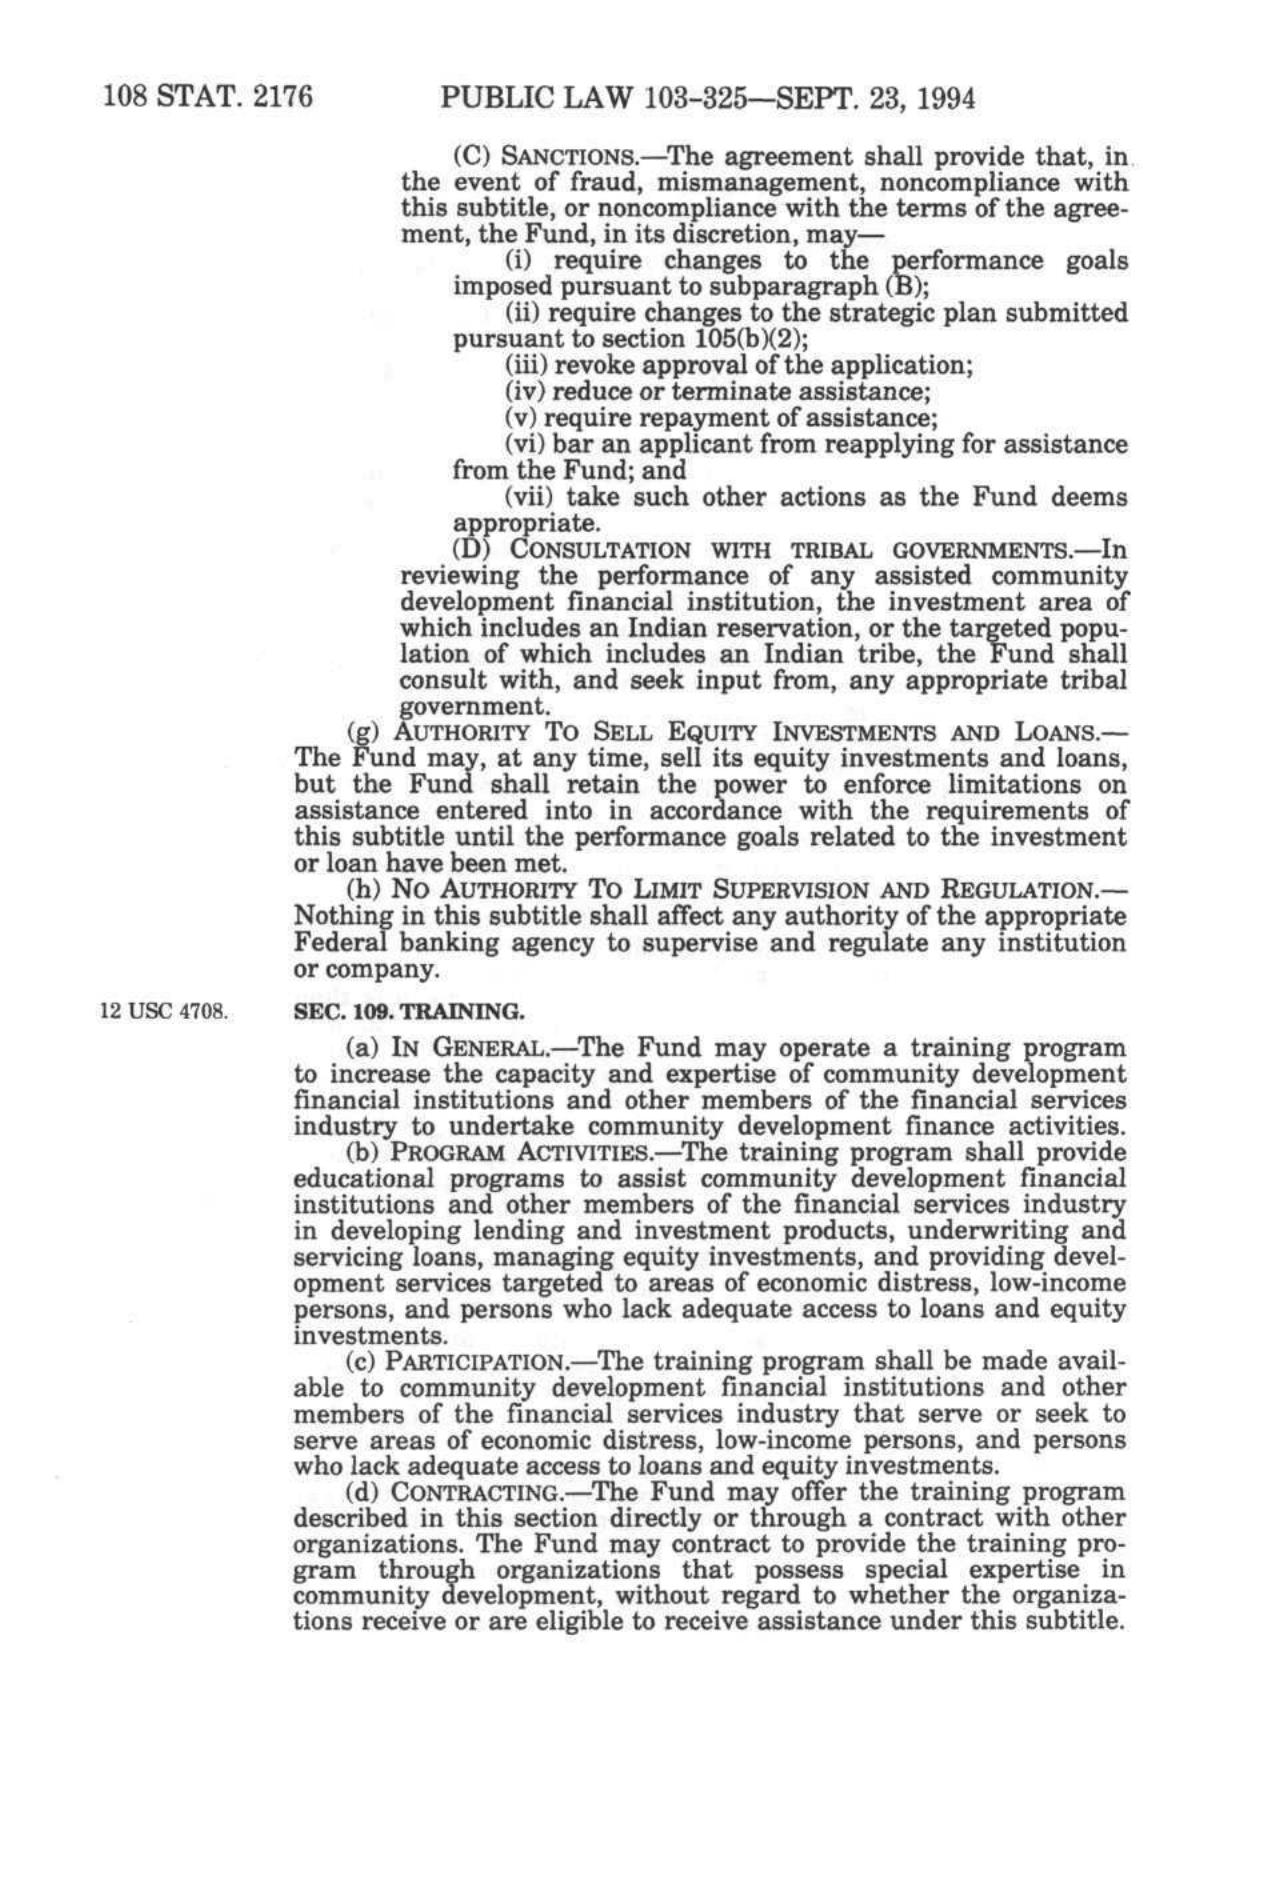 108 STAT. 2176
PUBLIC LAW 103-325—SEPT. 23, 1994
(C) SANCTIONS.—The agreement shall provide that, in
the event of fraud, mismanagement, noncompliance with
this subtitle, or noncompliance with the terms of the agree-
ment, the Fund, in its discretion, may—
(i) require changes to the performance goals
imposed pursuant to subparagraph (B);
(ii) require changes to the strategic plan submitted
pursuant to section 105(b)(2);
(iii) revoke approval of the application;
(iv) reduce or terminate assistance;
(v) require repayment of assistance;
(vi) bar an applicant from reapplying for assistance
from the Fund; and
(vii) take such other actions as the Fund deems
appropriate.
(D) CONSULTATION WITH TRIBAL GOVERNMENTS.—In
reviewing the performance of any assisted community
development financial institution, the investment area of
which includes an Indian reservation, or the targeted popu-
lation of which includes an Indian tribe, the Fund shall
consult with, and seek input from, any appropriate tribal
government.
(g) AUTHORITY TO SELL EQUITY INVESTMENTS AND LOANS.—
The Fund may, at any time, sell its equity investments and loans,
but the Fund shall retain the power to enforce limitations on
assistance entered into in accordance with the requirements of
this subtitle until the performance goals related to the investment
or loan have been met.
(h) NO AUTHORITY TO LIMIT SUPERVISION AND REGULATION.—
Nothing in this subtitle shall affect any authority of the appropriate
Federal banking agency to supervise and regulate any institution
or company.
12 USC 4708.
SEC. 109. TRAINING.
(a) IN GENERAL.—The Fund may operate a training program
to increase the capacity and expertise of community development
financial institutions and other members of the financial services
industry to undertake community development finance activities.
(b) PROGRAM ACTIVITIES.—The training program shall provide
educational programs to assist community development financial
institutions and other members of the financial services industry
in developing lending and investment products, underwriting and
servicing loans, managing equity investments, and providing devel-
opment services targeted to areas of economic distress, low-income
persons, and persons who lack adequate access to loans and equity
investments.
(c) PARTICIPATION.—The training program shall be made avail-
able to community development financial institutions and other
members of the financial services industry that serve or seek to
serve areas of economic distress, low-income persons, and persons
who lack adequate access to loans and equity investments.
(d) CONTRACTING.—The Fund may offer the training program
described in this section directly or through a contract with other
organizations. The Fund may contract to provide the training pro-
gram through organizations that possess special expertise in
community development, without regard to whether the organiza-
tions receive or are eligible to receive assistance under this subtitle.